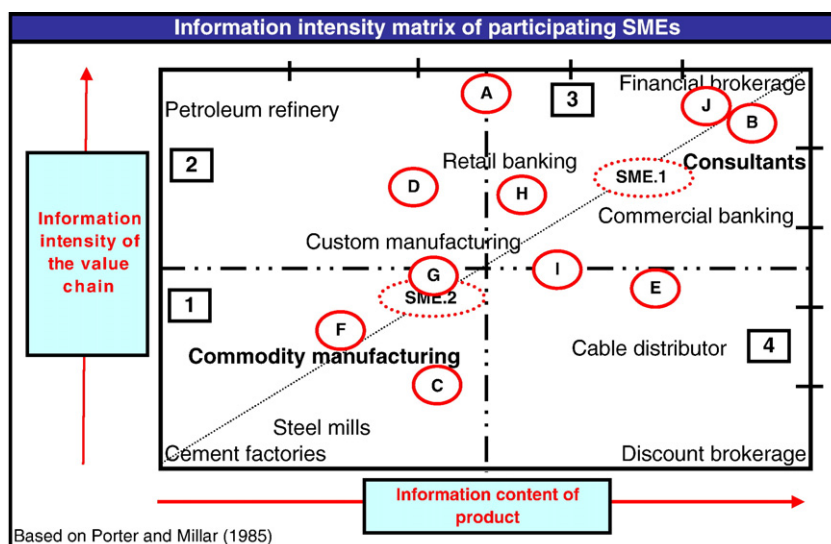 Information intensity matrix of participating SMEs
A
3
Financial brokerage
Petroleum refinery
J
B
2
Retail banking
Consultants
D
H
SME.1
Commercial banking
Information
intensity of
the value
chain
Custom manufacturing
G
I
E
SME.2
1
F
Cable distributor
4
Commodity manufacturing
C
Steel mills
Cement factories
Discount brokerage
Information content of
product
Based on Porter and Millar (1985)